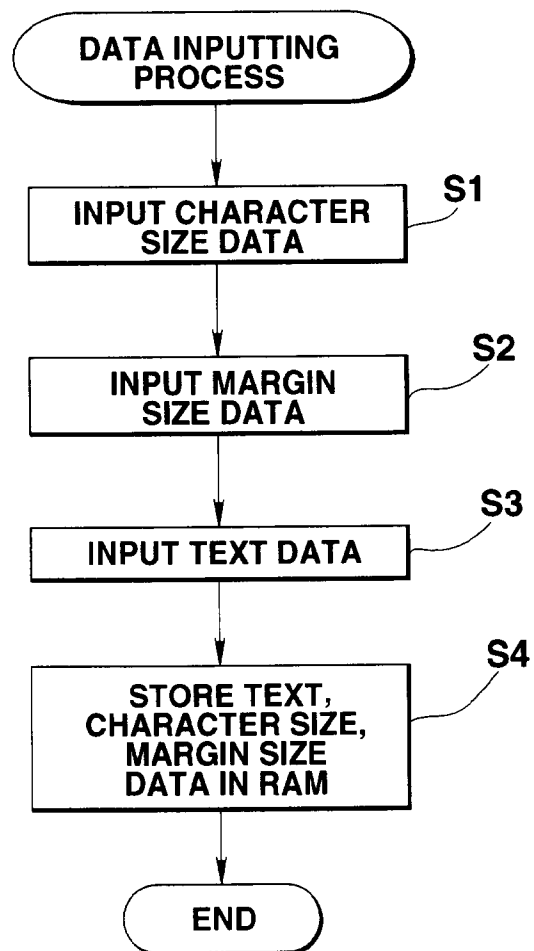 DATA INPUTTING
PROCESS
S1
INPUT CHARACTER
SIZE DATA
S2
INPUT MARGIN
SIZE DATA
S3
INPUT TEXT DATA
S4
STORE TEXT,
CHARACTER SIZE,
MARGIN SIZE
DATA IN RAM
END